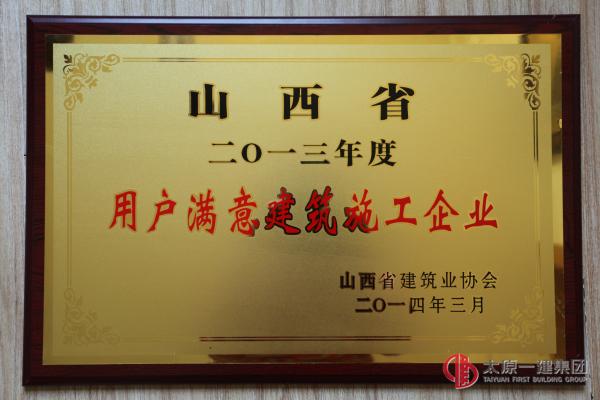 山西省
二〇一三年度
用户满意建筑施工企业
山西省建筑业协会
二〇一四年三月
太原一建集团
TAIYUAN FIRST BUILDING GROUP